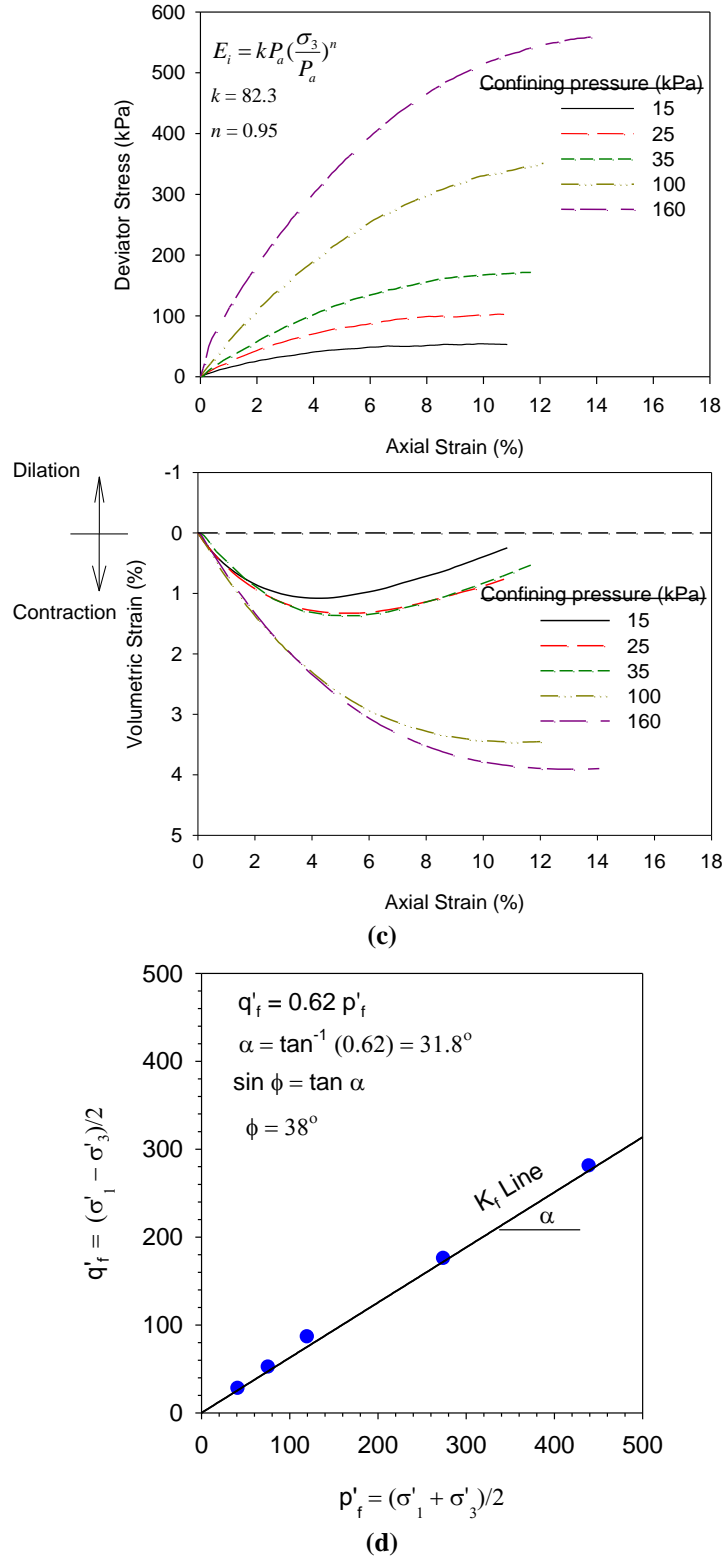 600
500
400
300
200
100
0
Deviator Stress (kPa)
E_i = kP_a(σ_3/P_a)^n
k = 82.3
n = 0.95
Confining pressure (kPa)
15
25
35
100
160
0 2 4 6 8 10 12 14 16 18
Axial Strain (%)
Dilation
Contraction
-1
0
1
2
3
4
5
Volumetric Strain (%)
Confining pressure (kPa)
15
25
35
100
160
0 2 4 6 8 10 12 14 16 18
Axial Strain (%)
(c)
500
400
300
200
100
0
q'_f = (σ'_1 − σ'_3)/2
q'_f = 0.62 p'_f
α = tan^-1 (0.62) = 31.8°
sin ϕ = tan α
ϕ = 38°
K_f Line
α
0 100 200 300 400 500
p'_f = (σ'_1 + σ'_3)/2
(d)